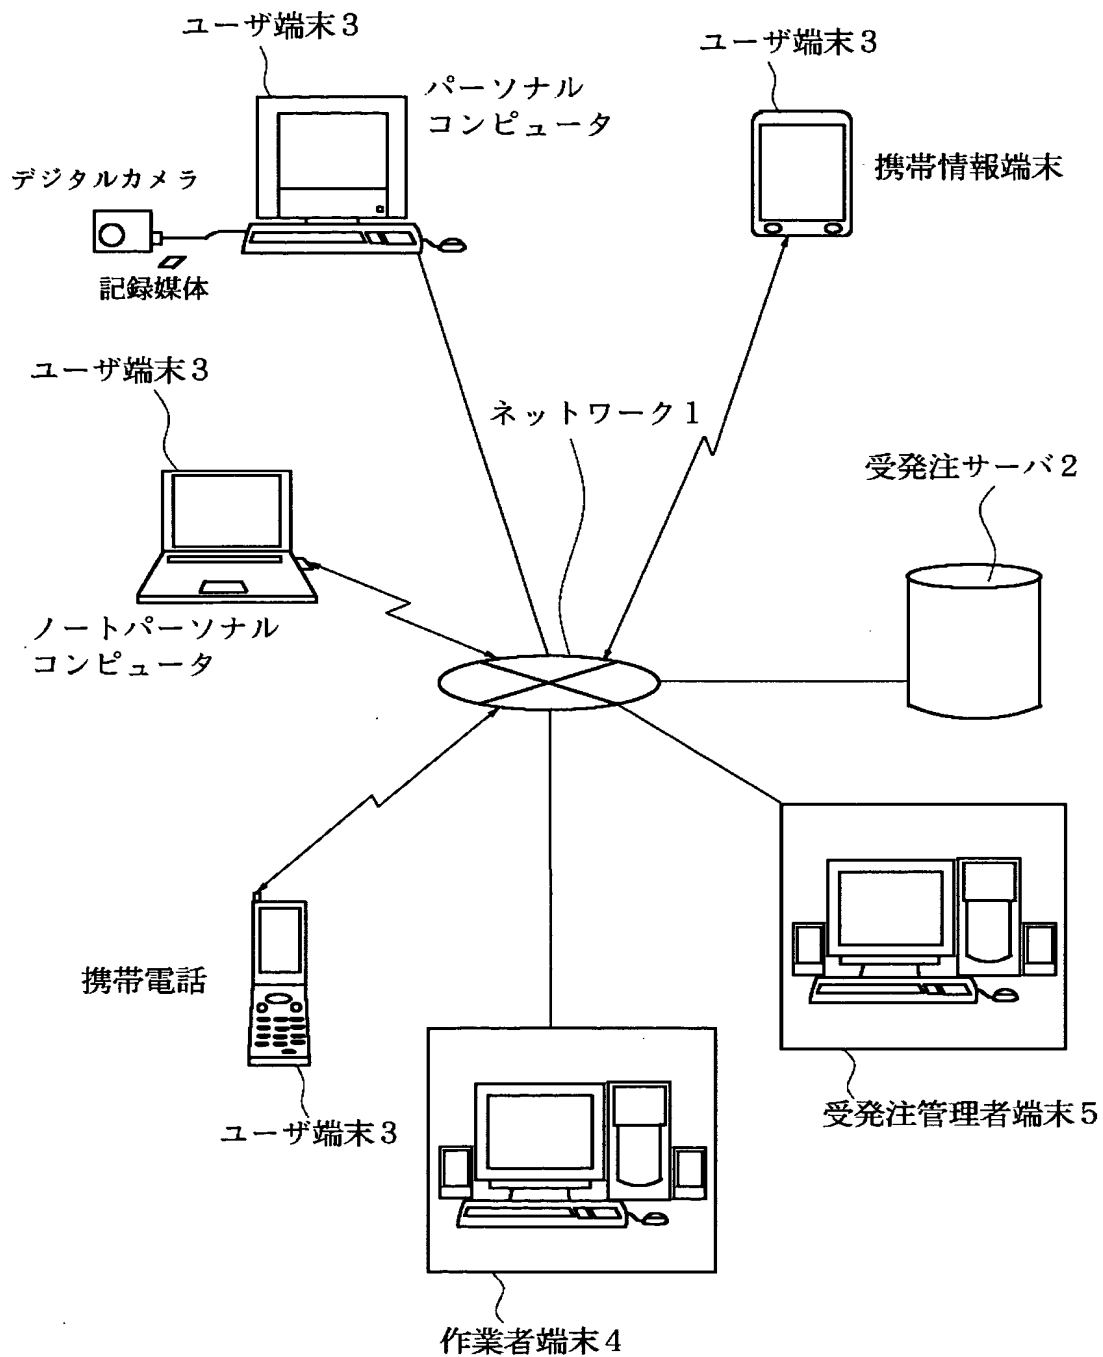 ユーザ端末3
ユーザ端末3
パーソナル
コンピュータ
携帯情報端末
デジタルカメラ
記録媒体
ユーザ端末3
ネットワーク1
受発注サーバ2
ノートパーソナル
コンピュータ
携帯電話
ユーザ端末3
受発注管理者端末5
作業者端末4